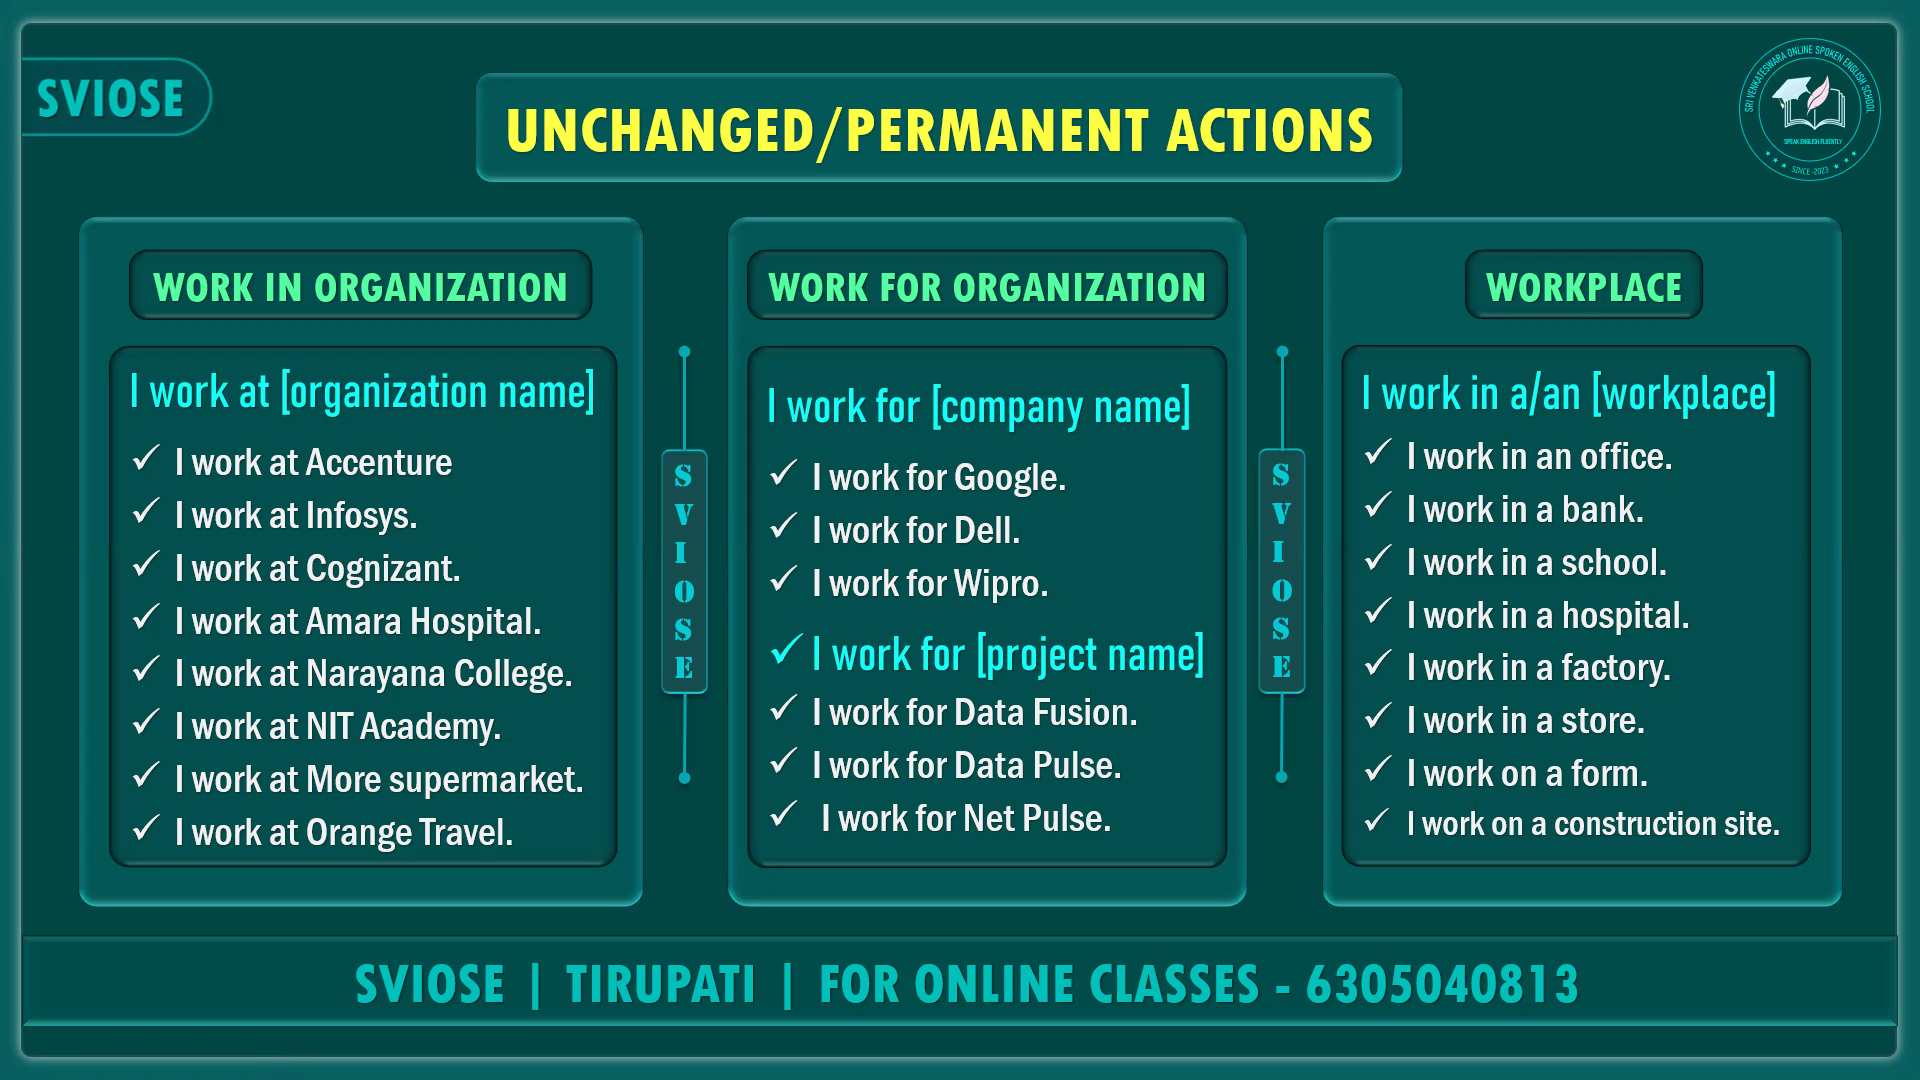 SVIOSE
UNCHANGED/PERMANENT ACTIONS
SRI VENKATESWARA ONLINE SPOKEN ENGLISH SCHOOL
SPEAK ENGLISH FLUENTLY
SINCE -2023
WORK IN ORGANIZATION
I work at [organization name]
✓ I work at Accenture
✓ I work at Infosys.
✓ I work at Cognizant.
✓ I work at Amara Hospital.
✓ I work at Narayana College.
✓ I work at NIT Academy.
✓ I work at More supermarket.
✓ I work at Orange Travel.
SVIOSE
WORK FOR ORGANIZATION
I work for [company name]
✓ I work for Google.
✓ I work for Dell.
✓ I work for Wipro.
✓ I work for [project name]
✓ I work for Data Fusion.
✓ I work for Data Pulse.
✓ I work for Net Pulse.
SVIOSE
WORKPLACE
I work in a/an [workplace]
✓ I work in an office.
✓ I work in a bank.
✓ I work in a school.
✓ I work in a hospital.
✓ I work in a factory.
✓ I work in a store.
✓ I work on a form.
✓ I work on a construction site.
SVIOSE | TIRUPATI | FOR ONLINE CLASSES - 6305040813